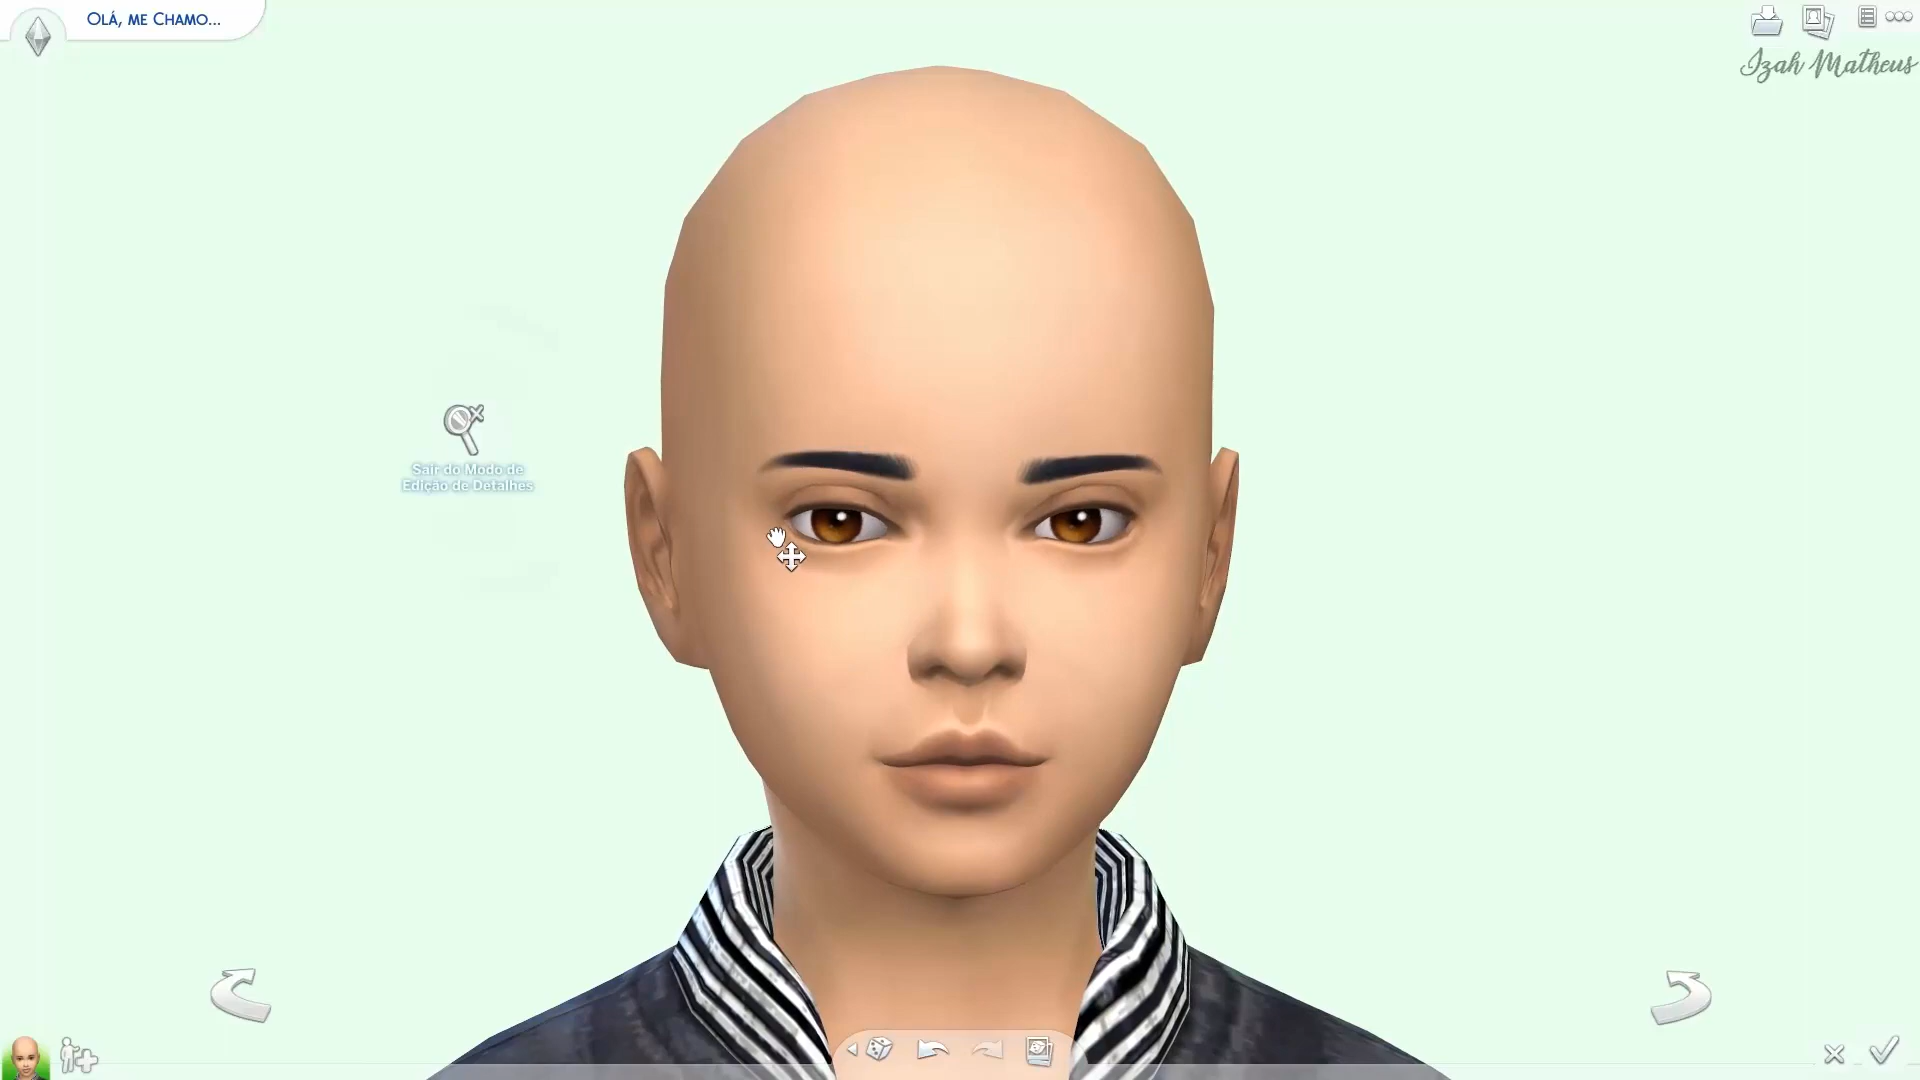 Olá, me Chamo...
Izah Matheus
Sair do Modo de
Edição de Detalhes